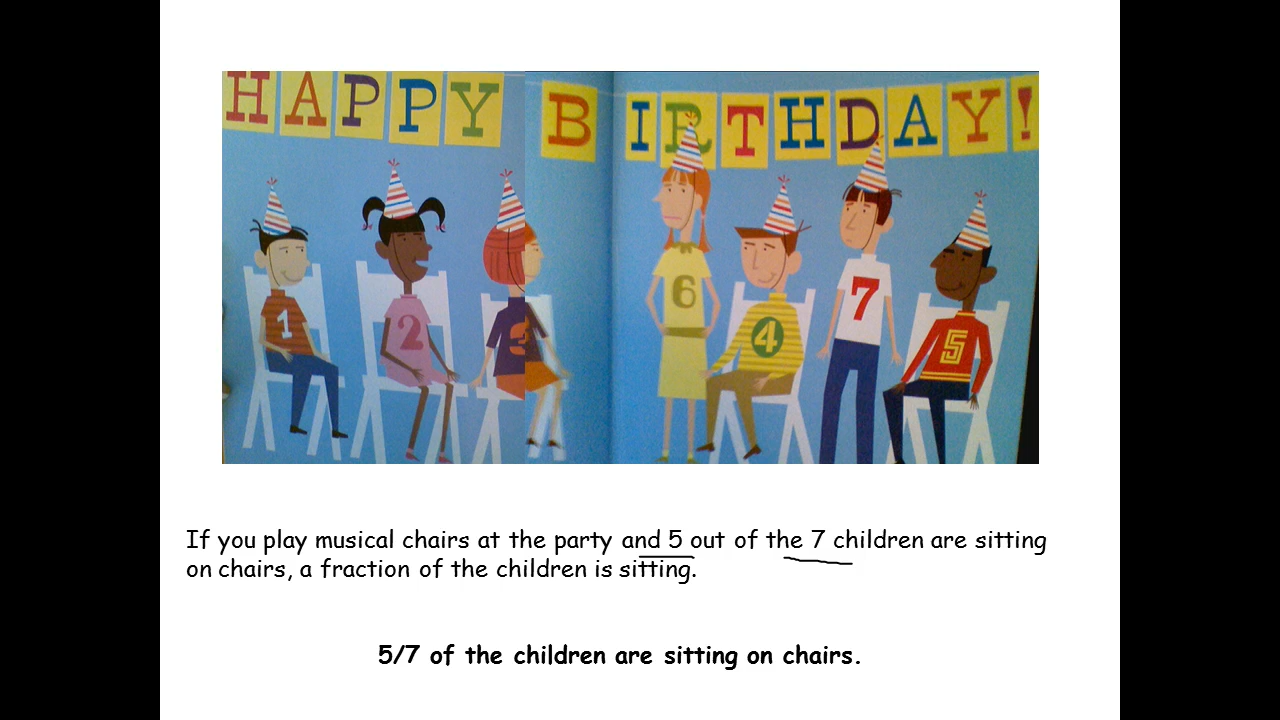 HAPPY BIRTHDAY!
1 2 3 6 4 7 5
If you play musical chairs at the party and 5 out of the 7 children are sitting
on chairs, a fraction of the children is sitting.
5/7 of the children are sitting on chairs.